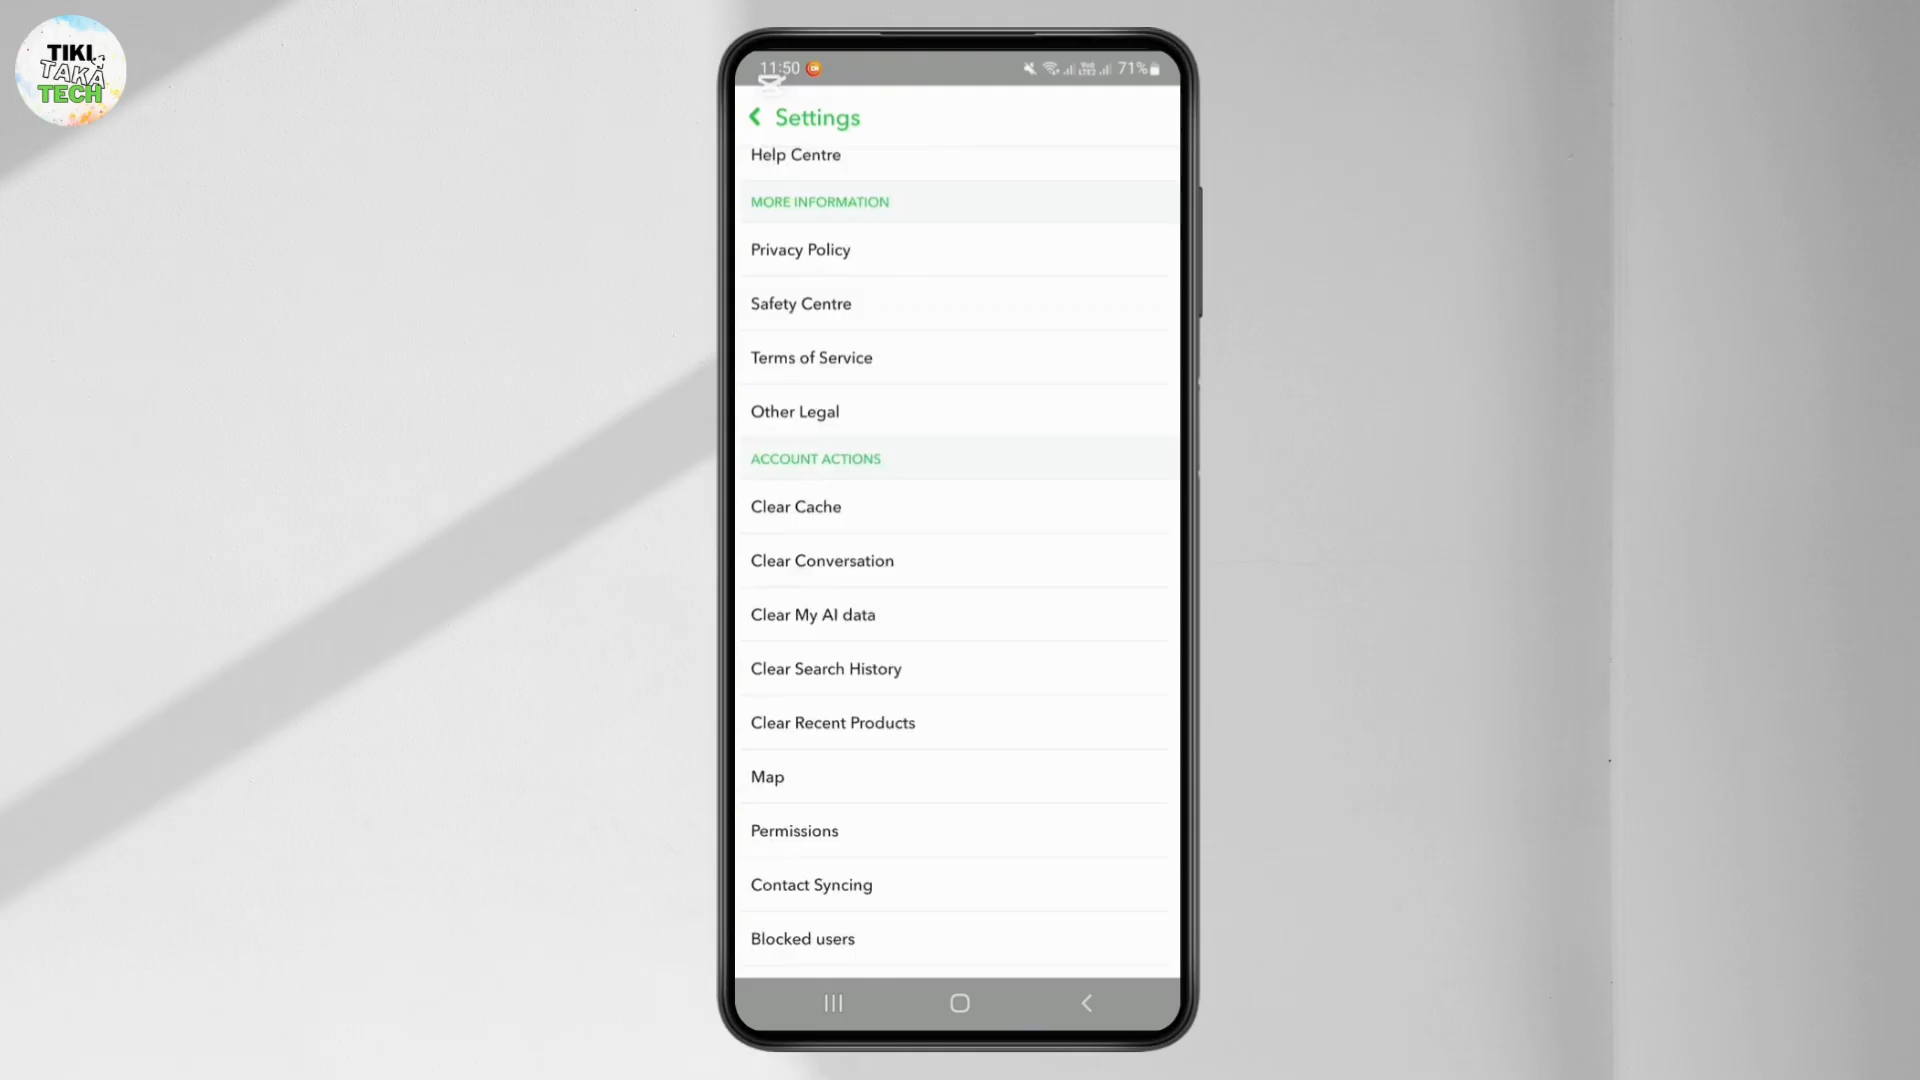 TIKI
TAKA
TECH
11:50
71%
Settings
Help Centre
MORE INFORMATION
Privacy Policy
Safety Centre
Terms of Service
Other Legal
ACCOUNT ACTIONS
Clear Cache
Clear Conversation
Clear My AI data
Clear Search History
Clear Recent Products
Map
Permissions
Contact Syncing
Blocked users